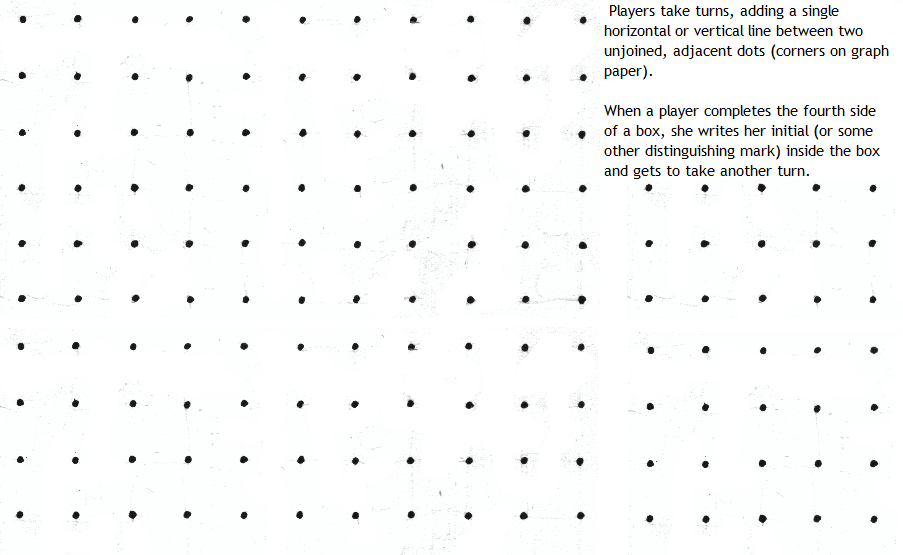 Players take turns, adding a single
horizontal or vertical line between two
unjoined, adjacent dots (corners on graph
paper).
When a player completes the fourth side
of a box, she writes her initial (or some
other distinguishing mark) inside the box
and gets to take another turn.